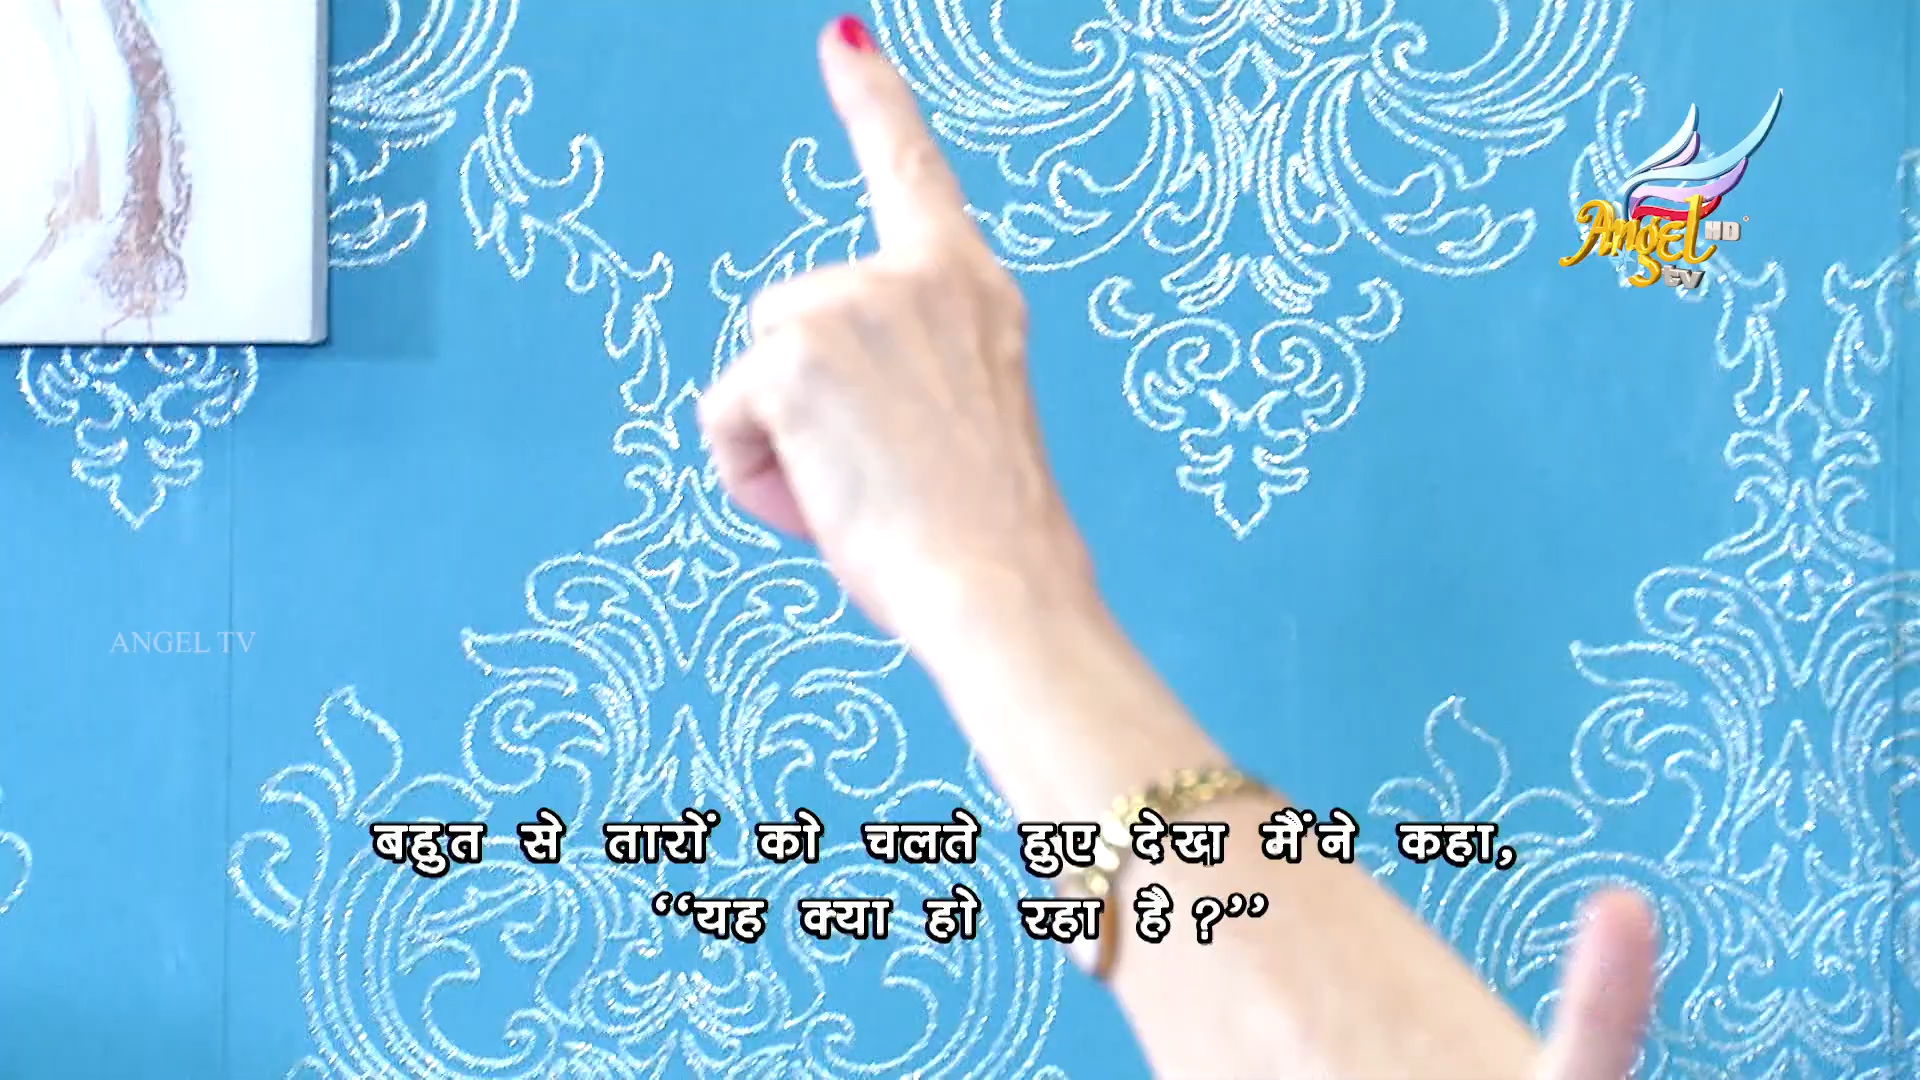 Angel HD
tv
ANGEL TV
बहुत से तारों को चलते हुए देख मैंने कहा,
“यह क्या हो रहा है ?”